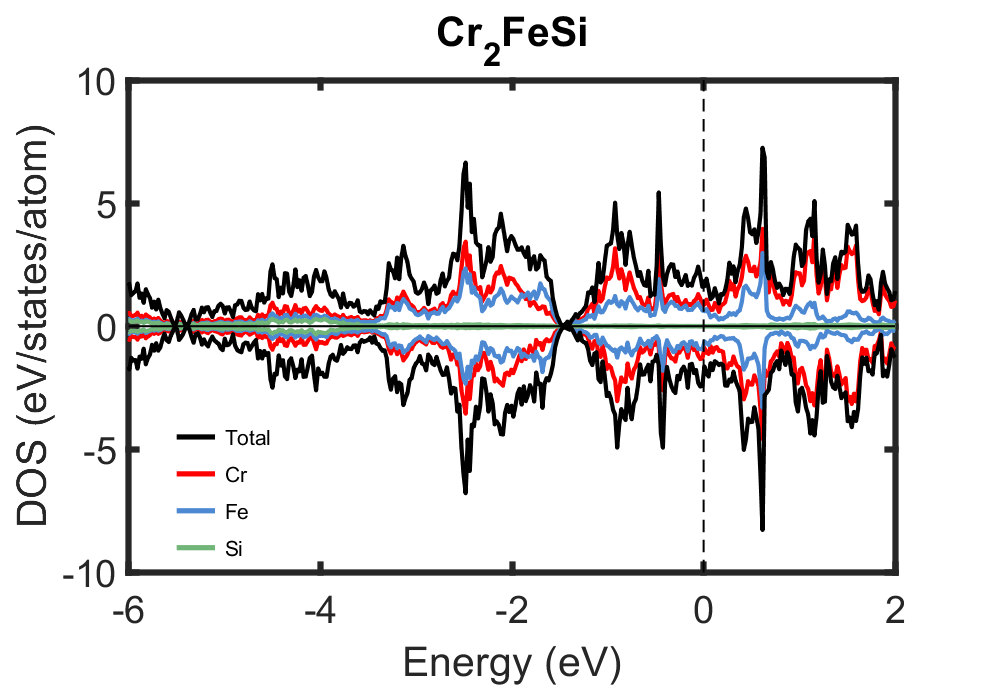 Cr2FeSi
DOS (eV/states/atom)
10
5
0
-5
-10
Total
Cr
Fe
Si
-6 -4 -2 0 2
Energy (eV)